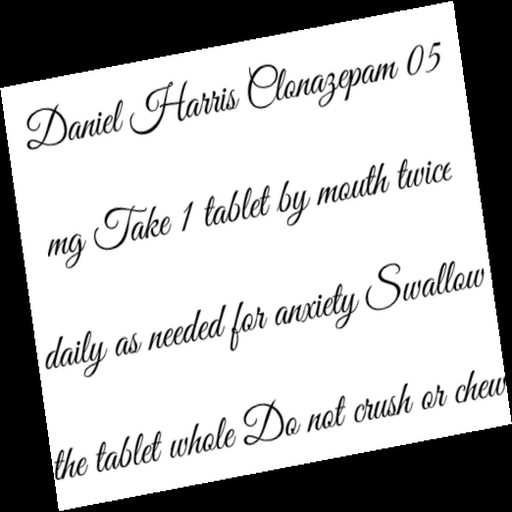 Daniel Harris Clonazepam 05
mg Take 1 tablet by mouth twice
daily as needed for anxiety Swallow
the tablet whole Do not crush or chew